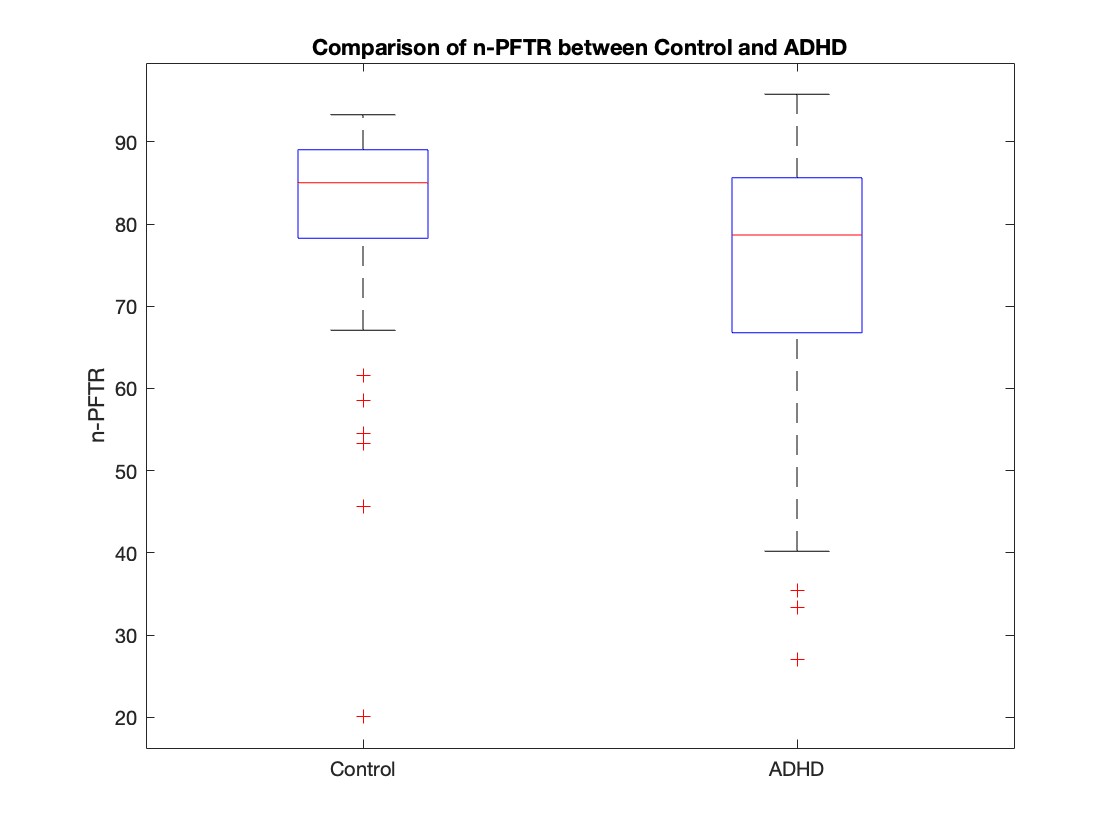 Comparison of n-PFTR between Control and ADHD
n-PFTR
90
80
70
60
50
40
30
20
Control
ADHD